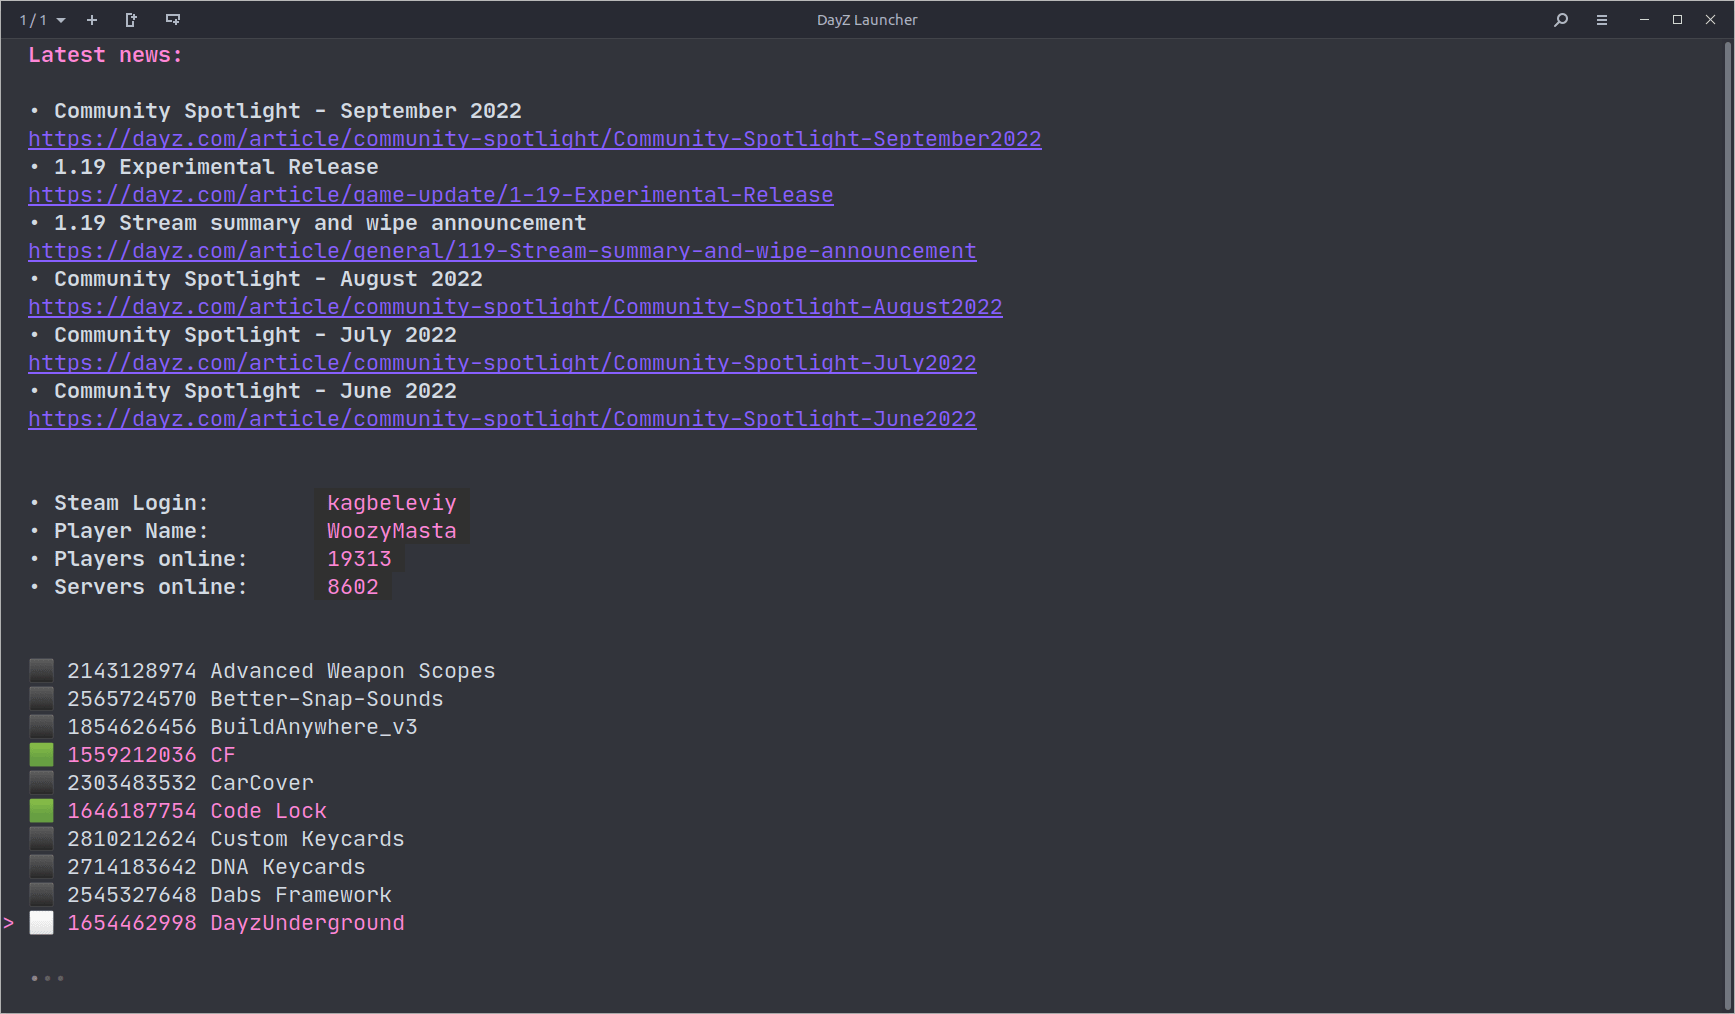 1 / 1
DayZ Launcher
Latest news:
• Community Spotlight - September 2022
https://dayz.com/article/community-spotlight/Community-Spotlight-September2022
• 1.19 Experimental Release
https://dayz.com/article/game-update/1-19-Experimental-Release
• 1.19 Stream summary and wipe announcement
https://dayz.com/article/general/119-Stream-summary-and-wipe-announcement
• Community Spotlight - August 2022
https://dayz.com/article/community-spotlight/Community-Spotlight-August2022
• Community Spotlight - July 2022
https://dayz.com/article/community-spotlight/Community-Spotlight-July2022
• Community Spotlight - June 2022
https://dayz.com/article/community-spotlight/Community-Spotlight-June2022
• Steam Login: kagbeleviy
• Player Name: WoozyMasta
• Players online: 19313
• Servers online: 8602
2143128974 Advanced Weapon Scopes
2565724570 Better-Snap-Sounds
1854626456 BuildAnywhere_v3
1559212036 CF
2303483532 CarCover
1646187754 Code Lock
2810212624 Custom Keycards
2714183642 DNA Keycards
2545327648 Dabs Framework
> 1654462998 DayzUnderground
•••